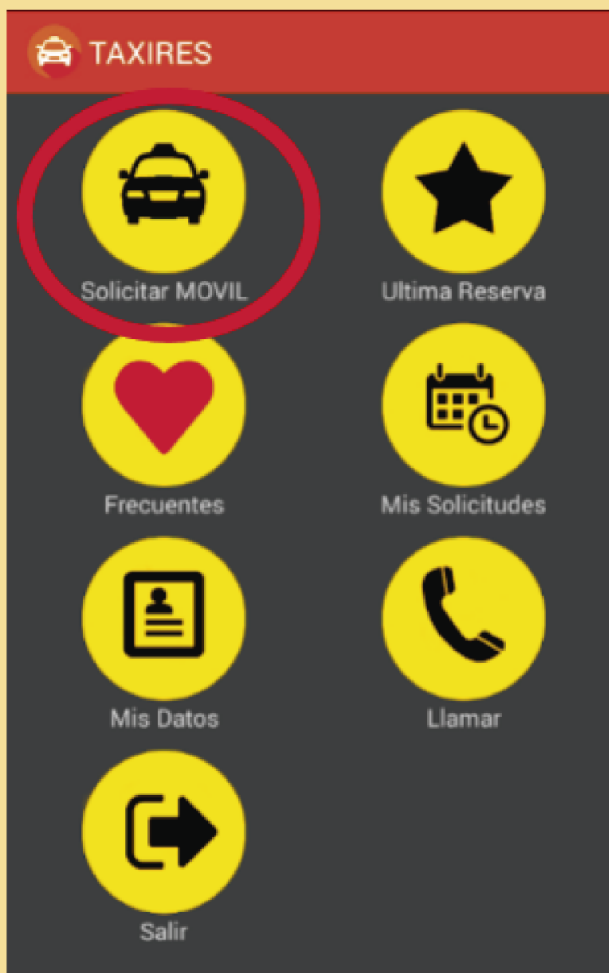 TAXIRES
Solicitar MOVIL
Ultima Reserva
Frecuentes
Mis Solicitudes
Mis Datos
Llamar
Salir